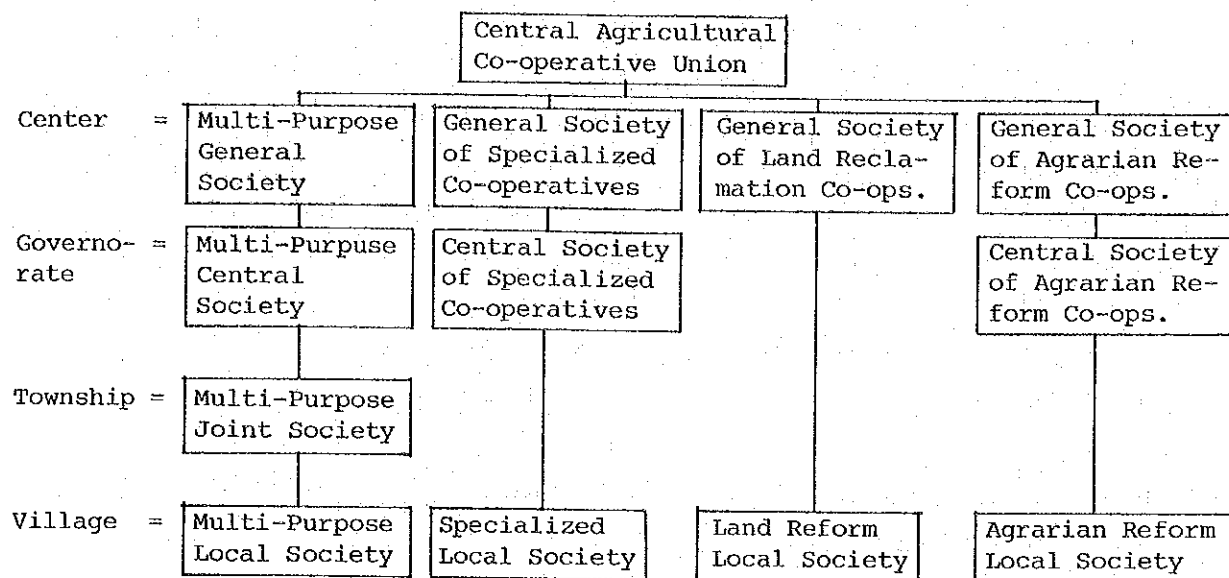 Central Agricultural
Co-operative Union
Center =
Multi-Purpose
General
Society
General Society
of Specialized
Co-operatives
General Society
of Land Recla-
mation Co-ops.
General Society
of Agrarian Re-
form Co-ops.
Governo- =
rate
Multi-Purpuse
Central
Society
Central Society
of Specialized
Co-operatives
Central Society
of Agrarian Re-
form Co-ops.
Township =
Multi-Purpose
Joint Society
Village =
Multi-Purpose
Local Society
Specialized
Local Society
Land Reform
Local Society
Agrarian Reform
Local Society